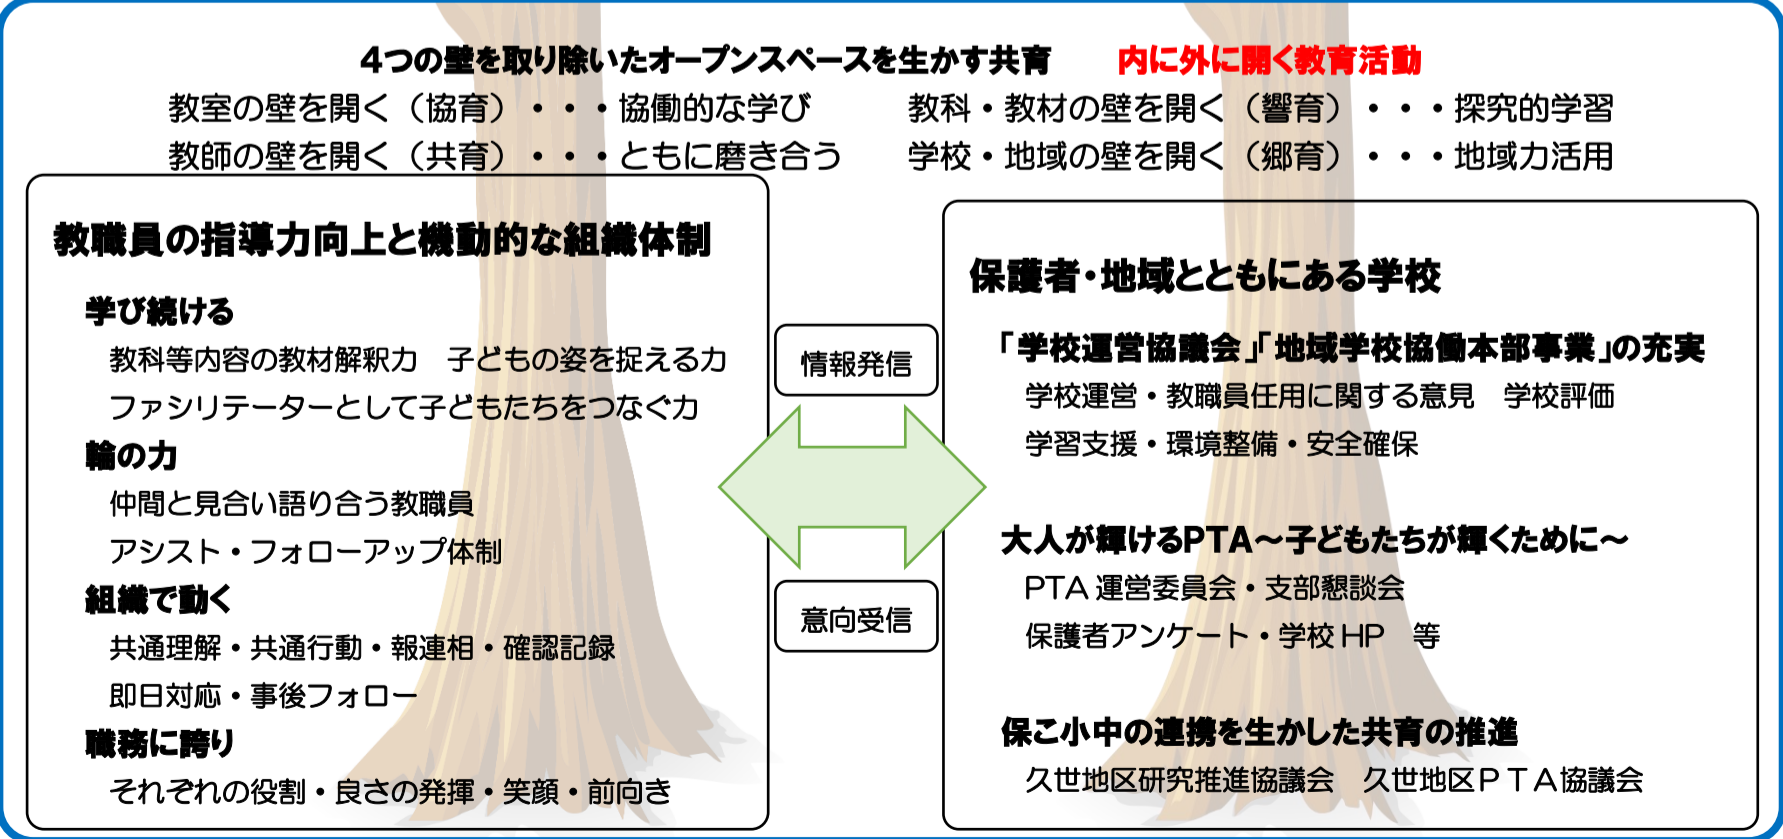 4つの壁を取り除いたオープンスペースを生かす共育　内に外に開く教育活動
教室の壁を開く（協育）・・・協働的な学び　教科・教材の壁を開く（響育）・・・探究的学習
教師の壁を開く（共育）・・・ともに磨き合う　学校・地域の壁を開く（郷育）・・・地域力活用
教職員の指導力向上と機動的な組織体制
学び続ける
教科等内容の教材解釈力　子どもの姿を捉える力
ファシリテーターとして子どもたちをつなぐ力
輪の力
仲間と見合い語り合う教職員
アシスト・フォローアップ体制
組織で動く
共通理解・共通行動・報連相・確認記録
即日対応・事後フォロー
職務に誇り
それぞれの役割・良さの発揮・笑顔・前向き
情報発信
意向受信
保護者・地域とともにある学校
「学校運営協議会」「地域学校協働本部事業」の充実
学校運営・教職員任用に関する意見　学校評価
学習支援・環境整備・安全確保
大人が輝けるPTA～子どもたちが輝くために～
PTA 運営委員会・支部懇談会
保護者アンケート・学校 HP　等
保こ小中の連携を生かした共育の推進
久世地区研究推進協議会　久世地区ＰＴＡ協議会